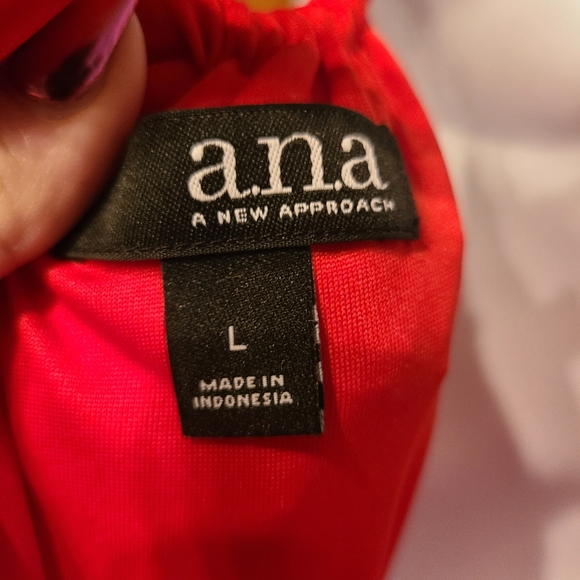 a.n.a
A NEW APPROACH
L
MADE IN
INDONESIA